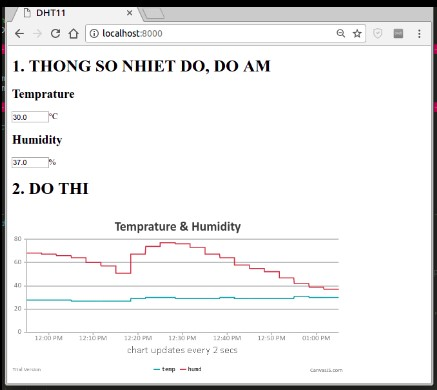 DHT11
localhost:8000
1. THONG SO NHIET DO, DO AM
Temprature
30.0 °C
Humidity
37.0 %
2. DO THI
Temprature & Humidity
80
60
40
20
0
12:00 PM 12:10 PM 12:20 PM 12:30 PM 12:40 PM 12:50 PM 01:00 PM
chart updates every 2 secs
Trial Version
temp humd
CanvasJS.com